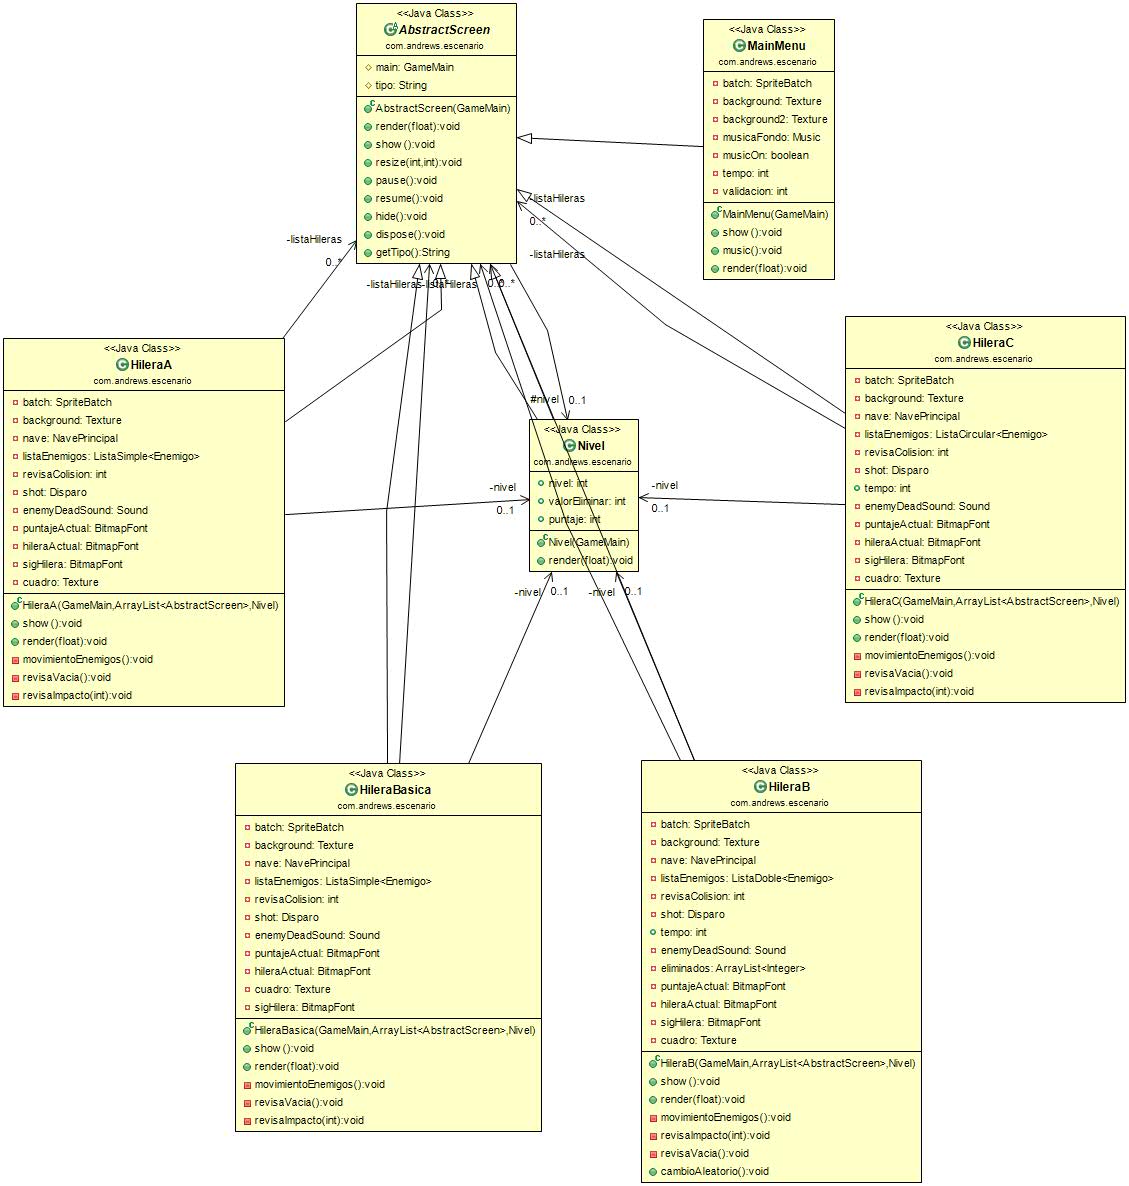 <<Java Class>>
AbstractScreen
com.andrews.escenario
main: GameMain
tipo: String
AbstractScreen(GameMain)
render(float):void
show():void
resize(int,int):void
pause():void
resume():void
hide():void
dispose():void
getTipo():String
<<Java Class>>
MainMenu
com.andrews.escenario
batch: SpriteBatch
background: Texture
background2: Texture
musicaFondo: Music
musicOn: boolean
tempo: int
validacion: int
MainMenu(GameMain)
show():void
music():void
render(float):void
-listaHileras
0..*
-listaHileras
0..*
-listaHileras
-listaHileras
-listaHileras
0..*
<<Java Class>>
HileraA
com.andrews.escenario
batch: SpriteBatch
background: Texture
nave: NavePrincipal
listaEnemigos: ListaSimple<Enemigo>
revisaColision: int
shot: Disparo
enemyDeadSound: Sound
puntajeActual: BitmapFont
hileraActual: BitmapFont
sigHilera: BitmapFont
cuadro: Texture
HileraA(GameMain,ArrayList<AbstractScreen>,Nivel)
show():void
render(float):void
movimientoEnemigos():void
revisaVacia():void
revisaImpacto(int):void
#nivel 0..1
<<Java Class>>
Nivel
com.andrews.escenario
nivel: int
valorEliminar: int
puntaje: int
Nivel(GameMain)
render(float):void
-nivel
0..1
-nivel
0..1
-nivel 0..1
-nivel 0..1
<<Java Class>>
HileraC
com.andrews.escenario
batch: SpriteBatch
background: Texture
nave: NavePrincipal
listaEnemigos: ListaCircular<Enemigo>
revisaColision: int
shot: Disparo
tempo: int
enemyDeadSound: Sound
puntajeActual: BitmapFont
hileraActual: BitmapFont
sigHilera: BitmapFont
cuadro: Texture
HileraC(GameMain,ArrayList<AbstractScreen>,Nivel)
show():void
render(float):void
movimientoEnemigos():void
revisaVacia():void
revisaImpacto(int):void
<<Java Class>>
HileraBasica
com.andrews.escenario
batch: SpriteBatch
background: Texture
nave: NavePrincipal
listaEnemigos: ListaSimple<Enemigo>
revisaColision: int
shot: Disparo
enemyDeadSound: Sound
puntajeActual: BitmapFont
hileraActual: BitmapFont
cuadro: Texture
sigHilera: BitmapFont
HileraBasica(GameMain,ArrayList<AbstractScreen>,Nivel)
show():void
render(float):void
movimientoEnemigos():void
revisaVacia():void
revisaImpacto(int):void
<<Java Class>>
HileraB
com.andrews.escenario
batch: SpriteBatch
background: Texture
nave: NavePrincipal
listaEnemigos: ListaDoble<Enemigo>
revisaColision: int
shot: Disparo
tempo: int
enemyDeadSound: Sound
eliminados: ArrayList<Integer>
puntajeActual: BitmapFont
hileraActual: BitmapFont
sigHilera: BitmapFont
cuadro: Texture
HileraB(GameMain,ArrayList<AbstractScreen>,Nivel)
show():void
render(float):void
movimientoEnemigos():void
revisaImpacto(int):void
revisaVacia():void
cambioAleatorio():void